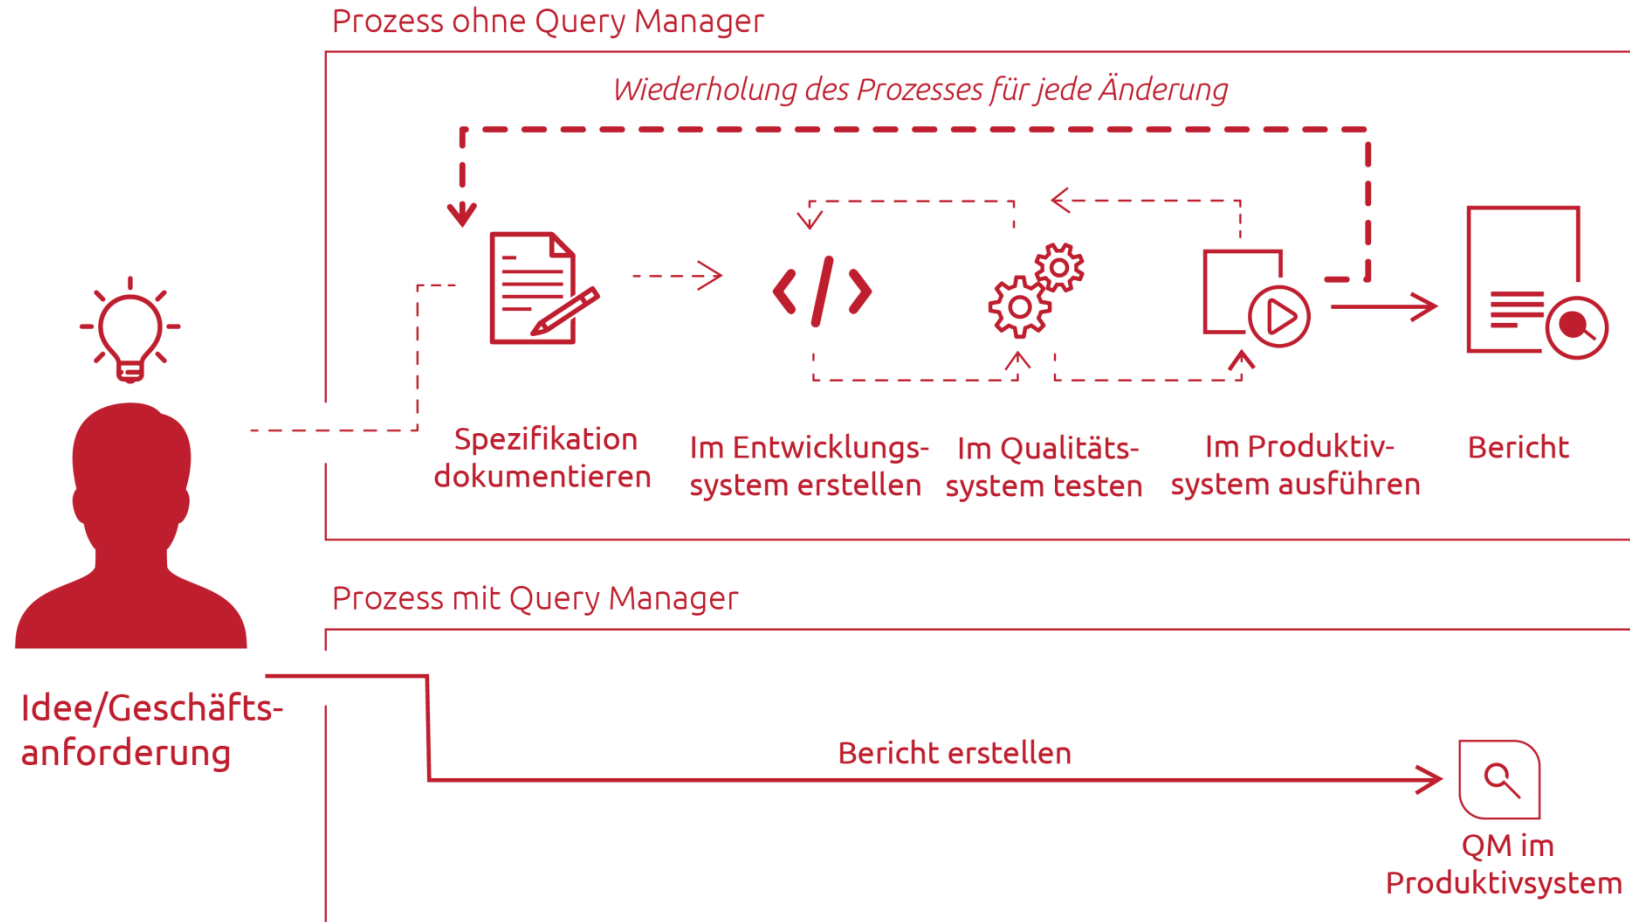 Prozess ohne Query Manager
Wiederholung des Prozesses für jede Änderung
Spezifikation
dokumentieren
Im Entwicklungs-
system erstellen
Im Qualitäts-
system testen
Im Produktiv-
system ausführen
Bericht
Prozess mit Query Manager
Idee/Geschäfts-
anforderung
Bericht erstellen
QM im
Produktivsystem